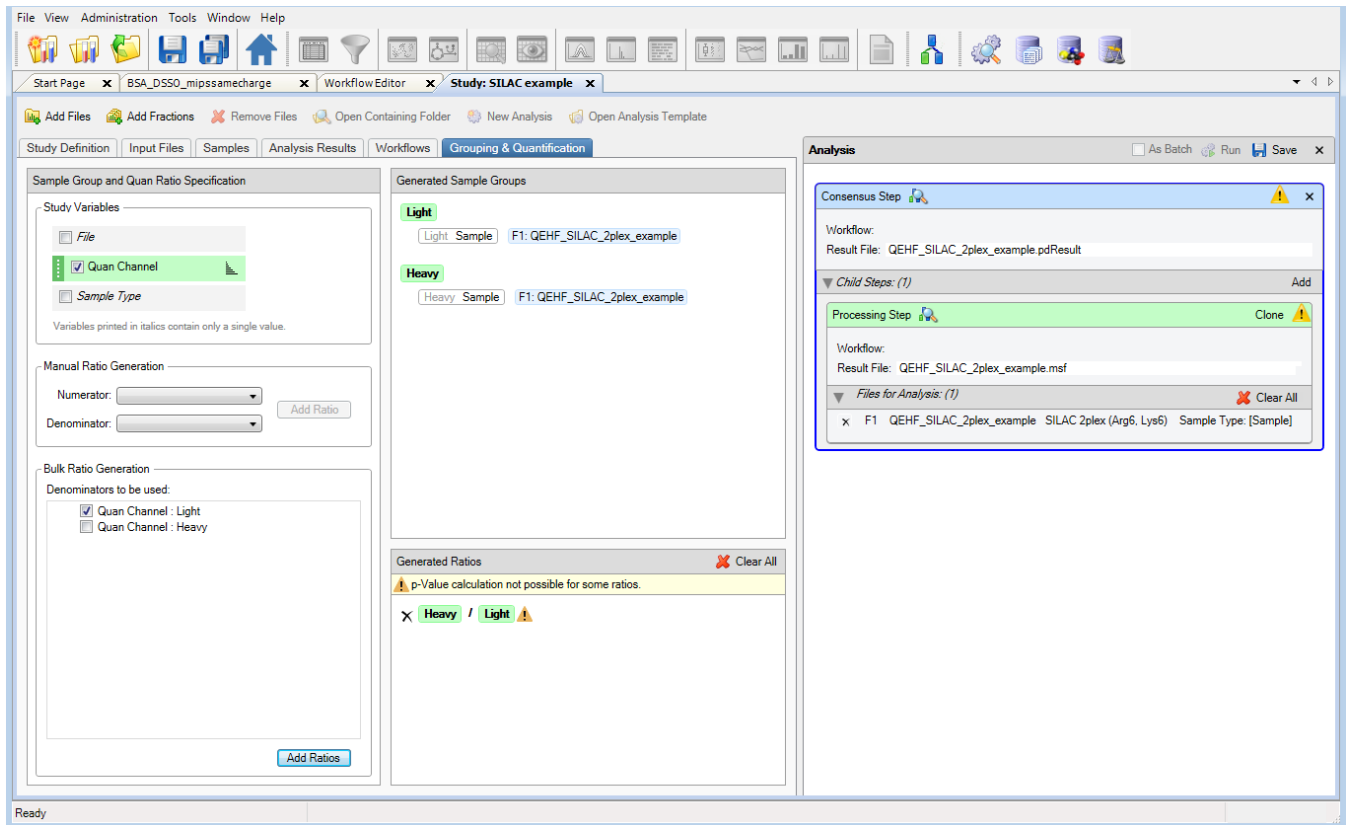 File View Administration Tools Window Help
Start Page x BSA_DSSO_mipssamecharge x Workflow Editor x Study: SILAC example x
Add Files Add Fractions Remove Files Open Containing Folder New Analysis Open Analysis Template
Study Definition Input Files Samples Analysis Results Workflows Grouping & Quantification
Sample Group and Quan Ratio Specification
Study Variables
File
Quan Channel
Sample Type
Variables printed in italics contain only a single value.
Manual Ratio Generation
Numerator:
Add Ratio
Denominator:
Bulk Ratio Generation
Denominators to be used:
Quan Channel : Light
Quan Channel : Heavy
Add Ratios
Generated Sample Groups
Light
Light Sample F1: QEHF_SILAC_2plex_example
Heavy
Heavy Sample F1: QEHF_SILAC_2plex_example
Generated Ratios Clear All
p-Value calculation not possible for some ratios.
Heavy / Light
Analysis As Batch Run Save x
Consensus Step x
Workflow:
Result File: QEHF_SILAC_2plex_example.pdResult
Child Steps: (1) Add
Processing Step Clone
Workflow:
Result File: QEHF_SILAC_2plex_example.msf
Files for Analysis: (1) Clear All
x F1 QEHF_SILAC_2plex_example SILAC 2plex (Arg6, Lys6) Sample Type: [Sample]
Ready